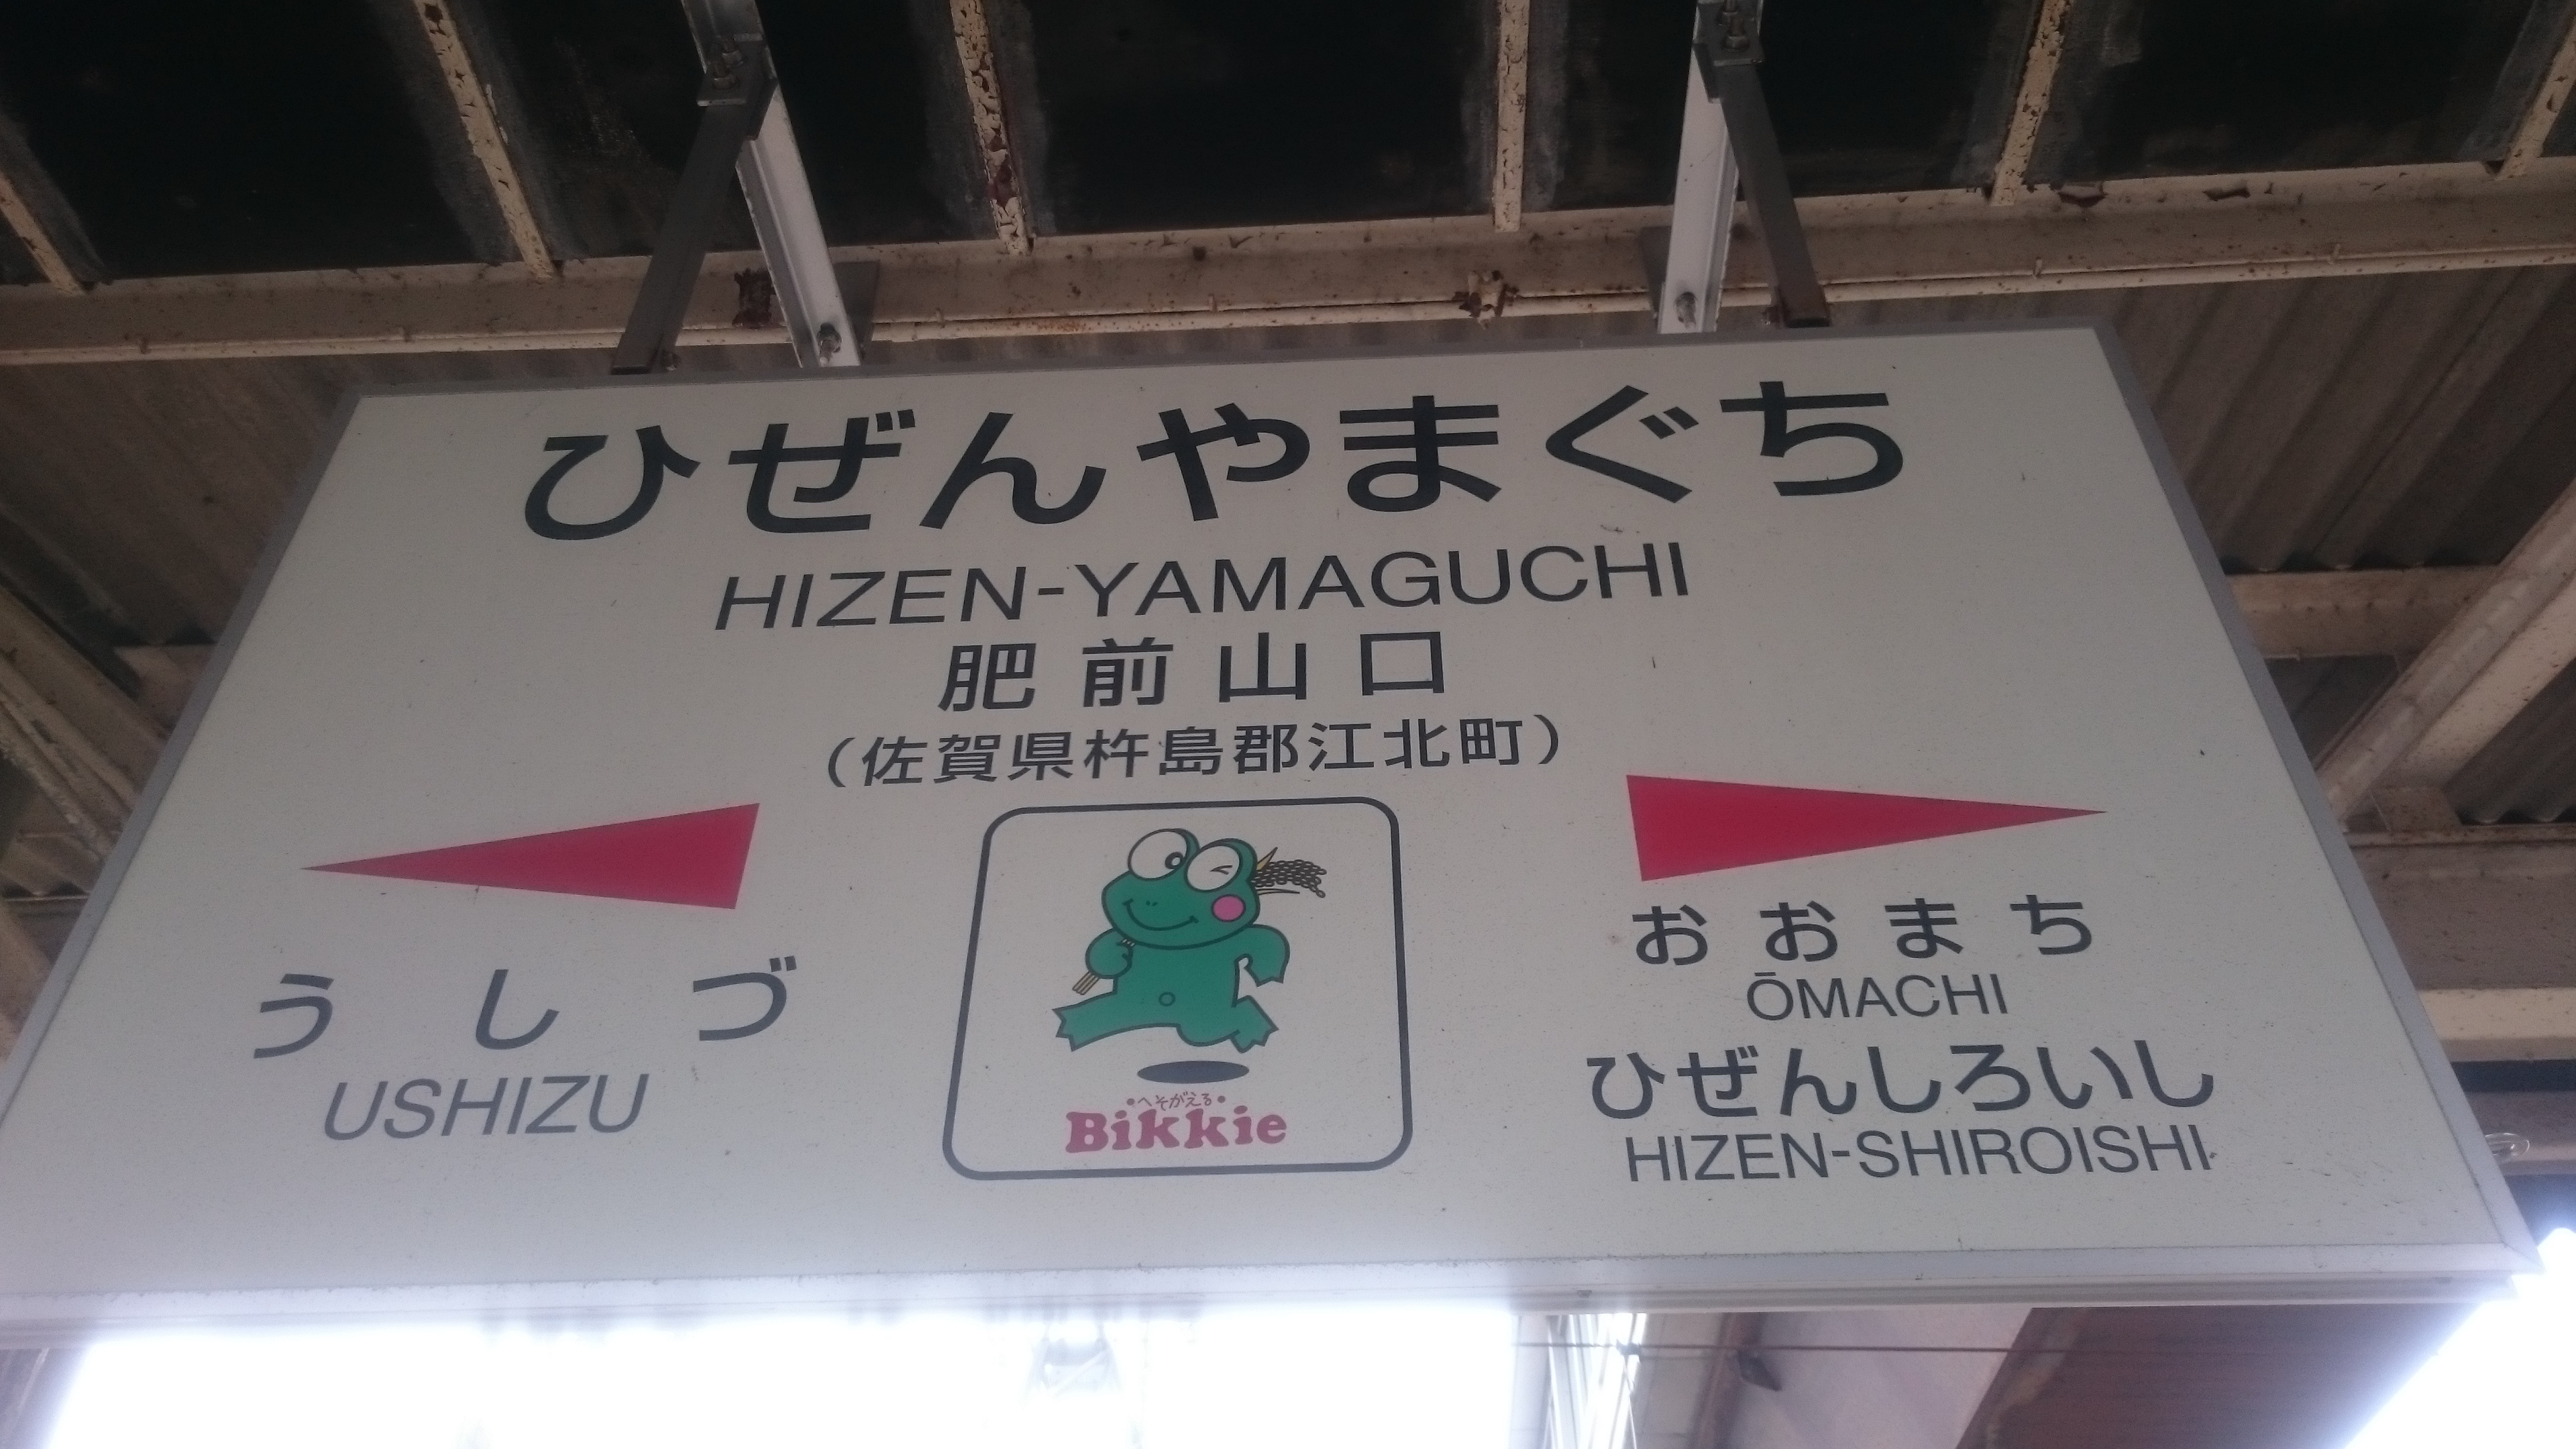 ひぜんやまぐち
HIZEN-YAMAGUCHI
肥前山口
（佐賀県杵島郡江北町）
うしづ
USHIZU
・へそがえる・
Bikkie
おおまち
ŌMACHI
ひぜんしろいし
HIZEN-SHIROISHI